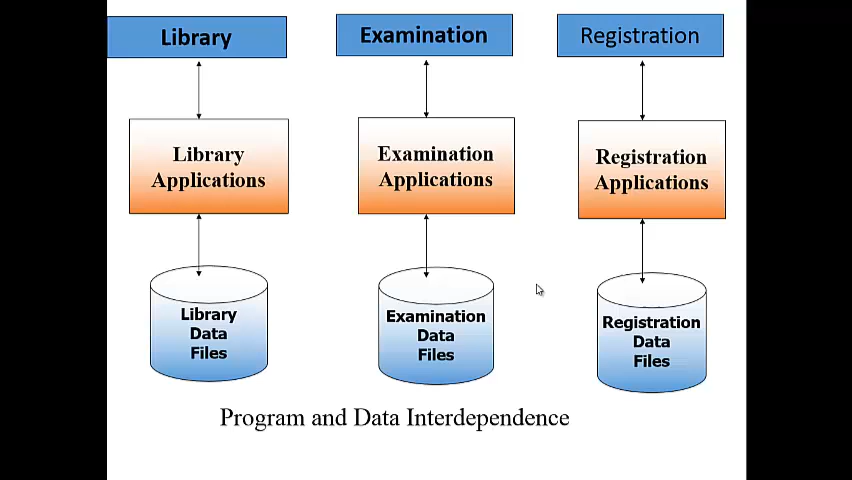 Library
Examination
Registration
Library
Applications
Examination
Applications
Registration
Applications
Library
Data
Files
Examination
Data
Files
Registration
Data
Files
Program and Data Interdependence